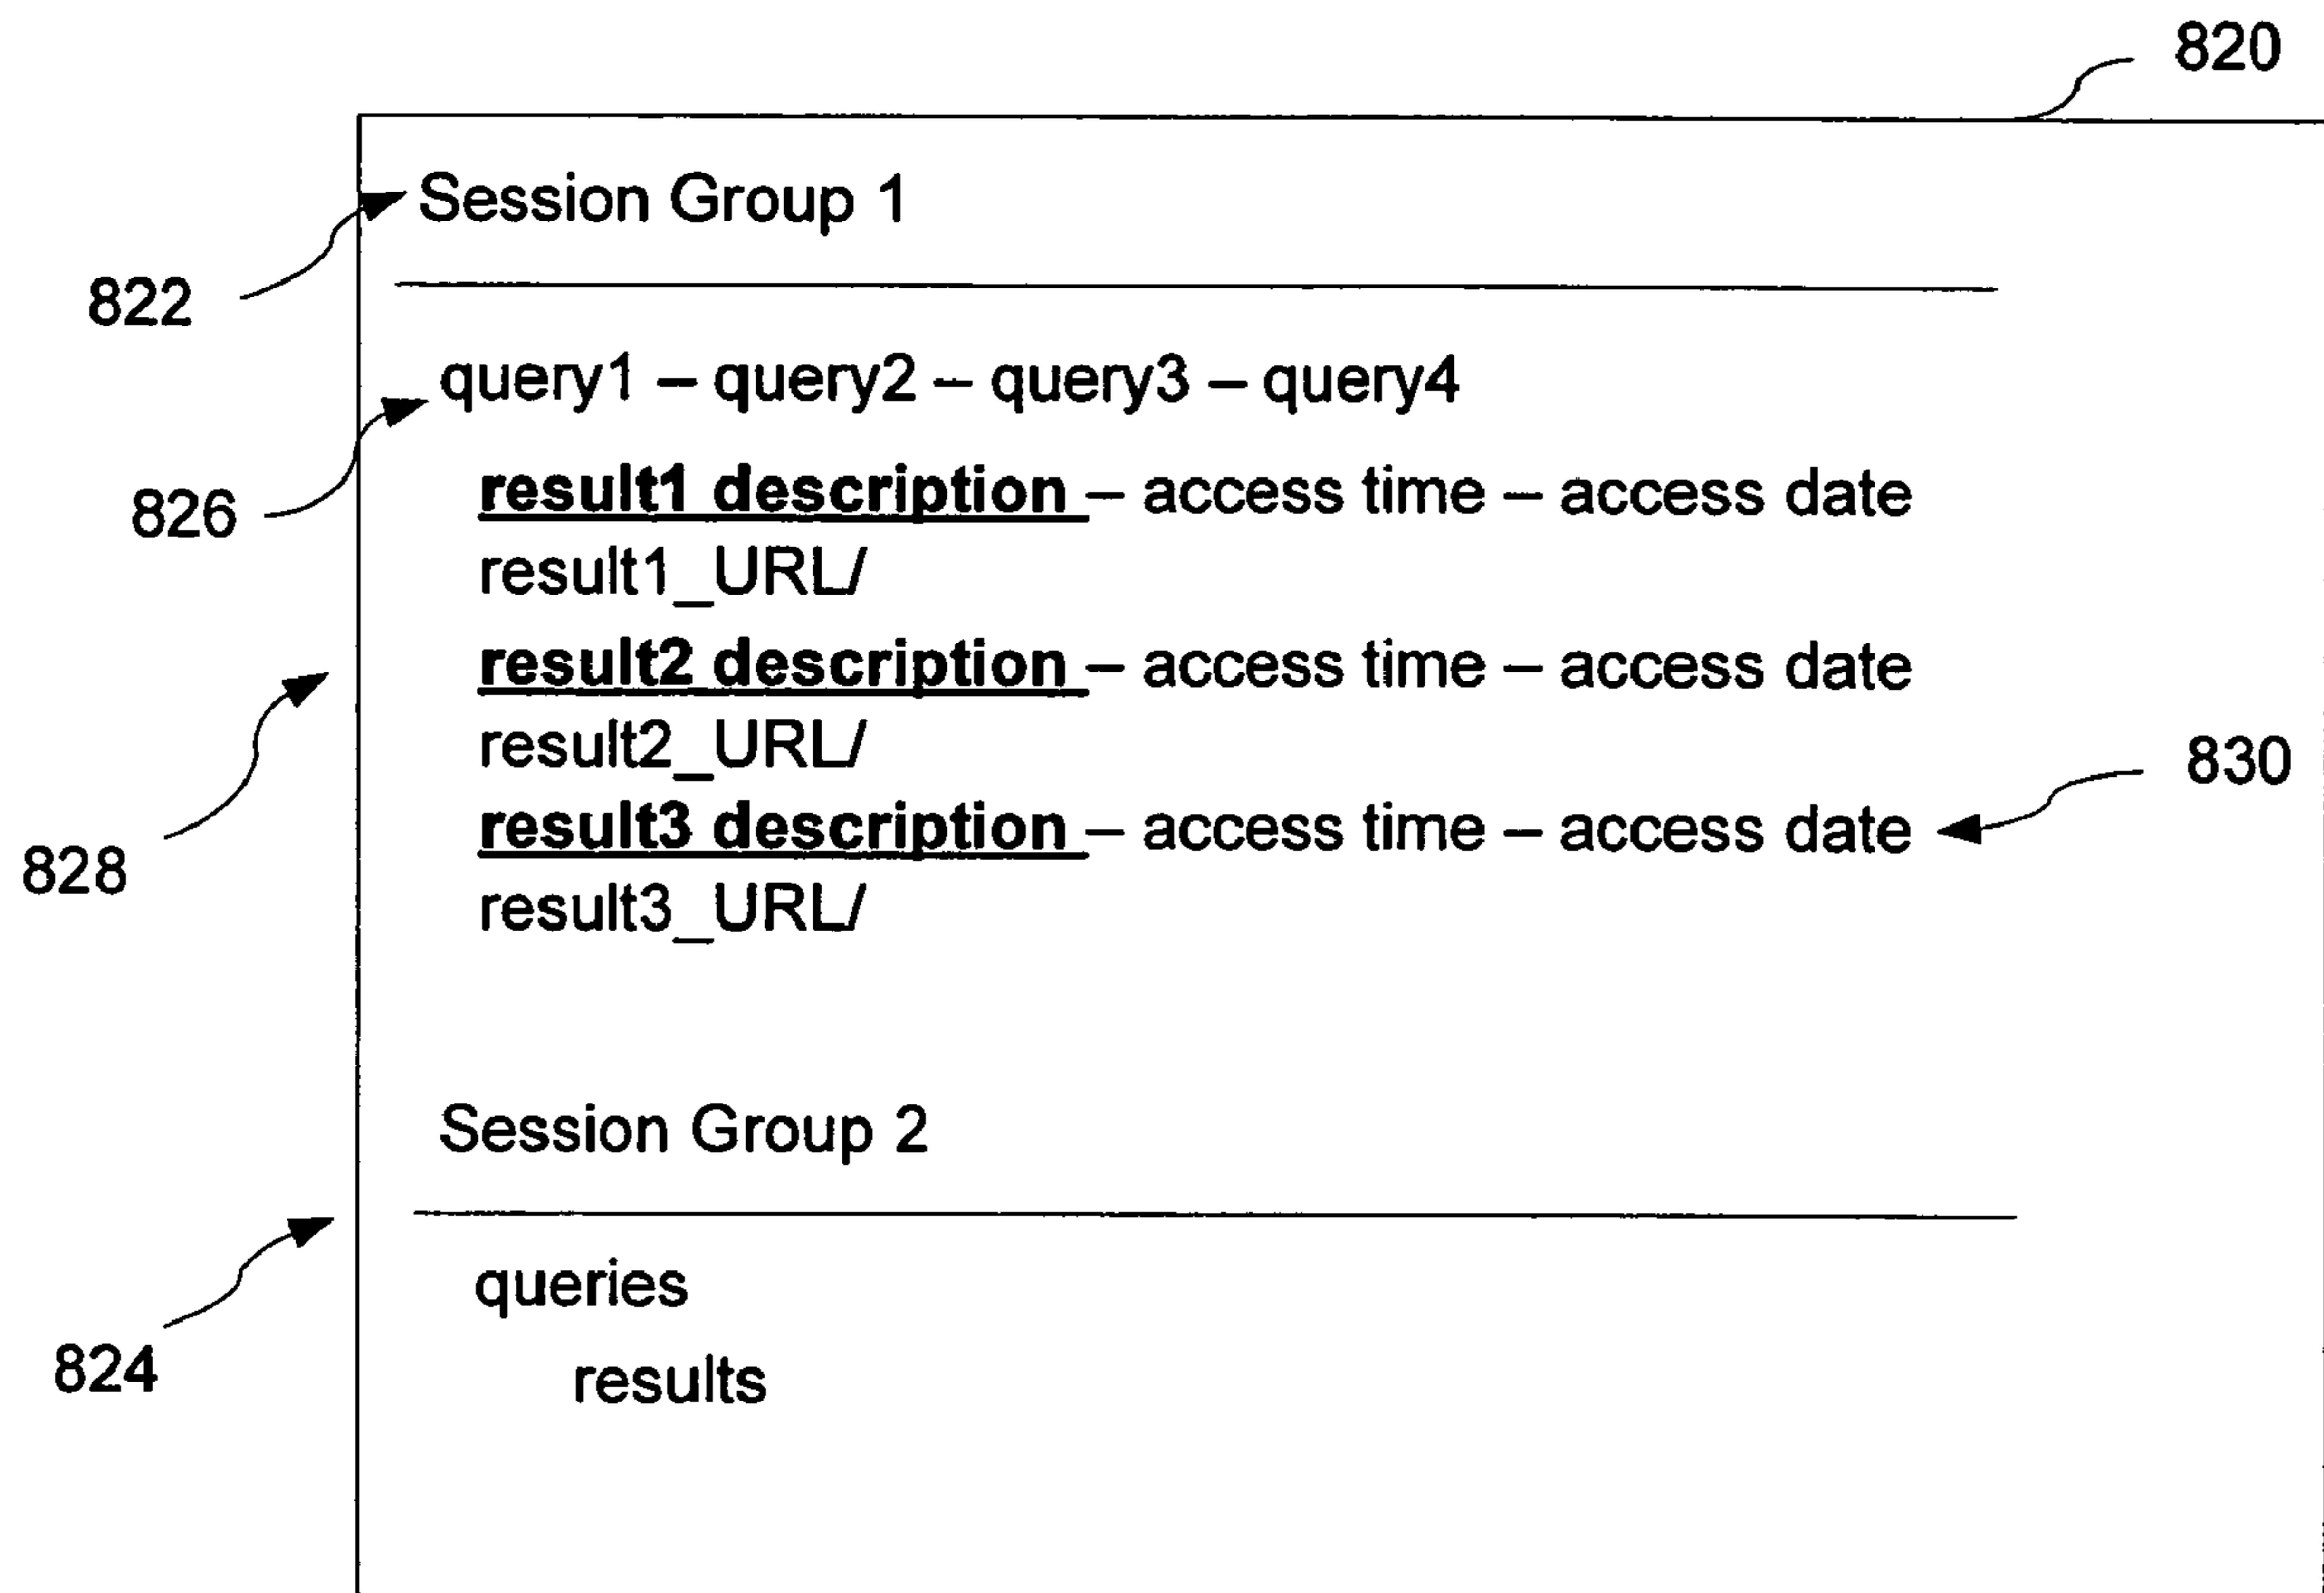 820
Session Group 1
822
query1 – query2 – query3 – query4
826
result1 description – access time – access date
result1_URL/
result2 description – access time – access date
828
result2_URL/
830
result3 description – access time – access date
result3_URL/
Session Group 2
824
queries
results